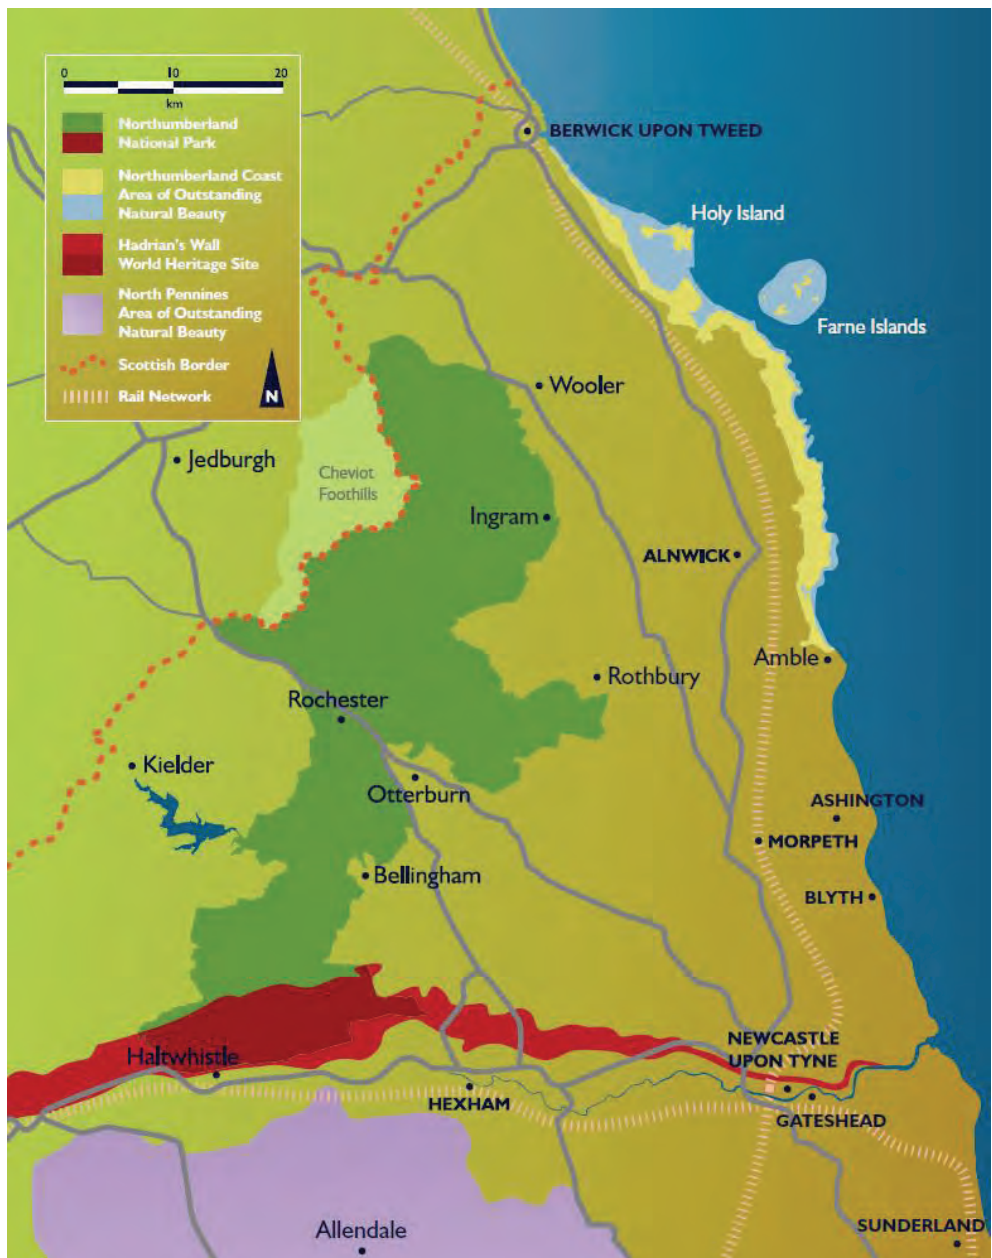 0 10 20
km
Northumberland
National Park
Northumberland Coast
Area of Outstanding
Natural Beauty
Hadrian's Wall
World Heritage Site
North Pennines
Area of Outstanding
Natural Beauty
Scottish Border
Rail Network
N
BERWICK UPON TWEED
Holy Island
Farne Islands
Wooler
Jedburgh
Cheviot
Foothills
Ingram
ALNWICK
Amble
Rothbury
Rochester
Kielder
Otterburn
ASHINGTON
MORPETH
Bellingham
BLYTH
NEWCASTLE
UPON TYNE
Haltwhistle
HEXHAM
GATESHEAD
Allendale
SUNDERLAND